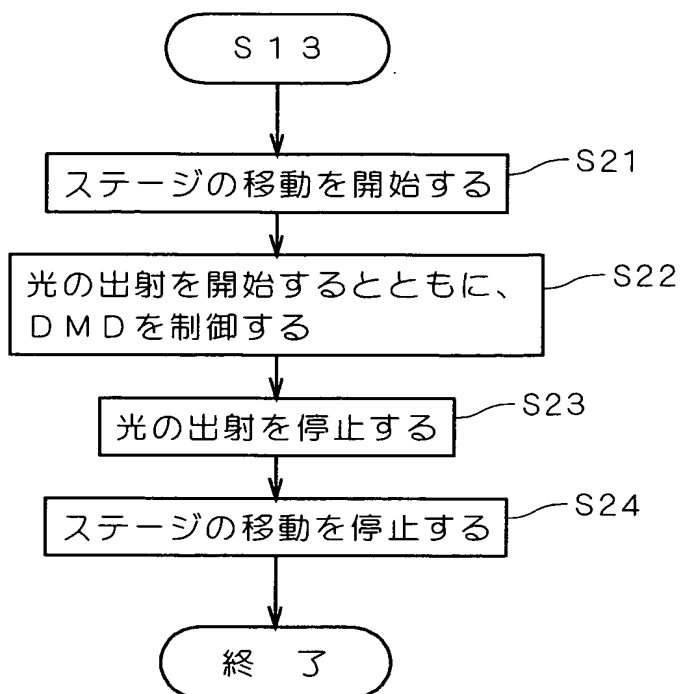 S13
ステージの移動を開始する
S21
光の出射を開始するとともに、
DMDを制御する
S22
光の出射を停止する
S23
ステージの移動を停止する
S24
終 了